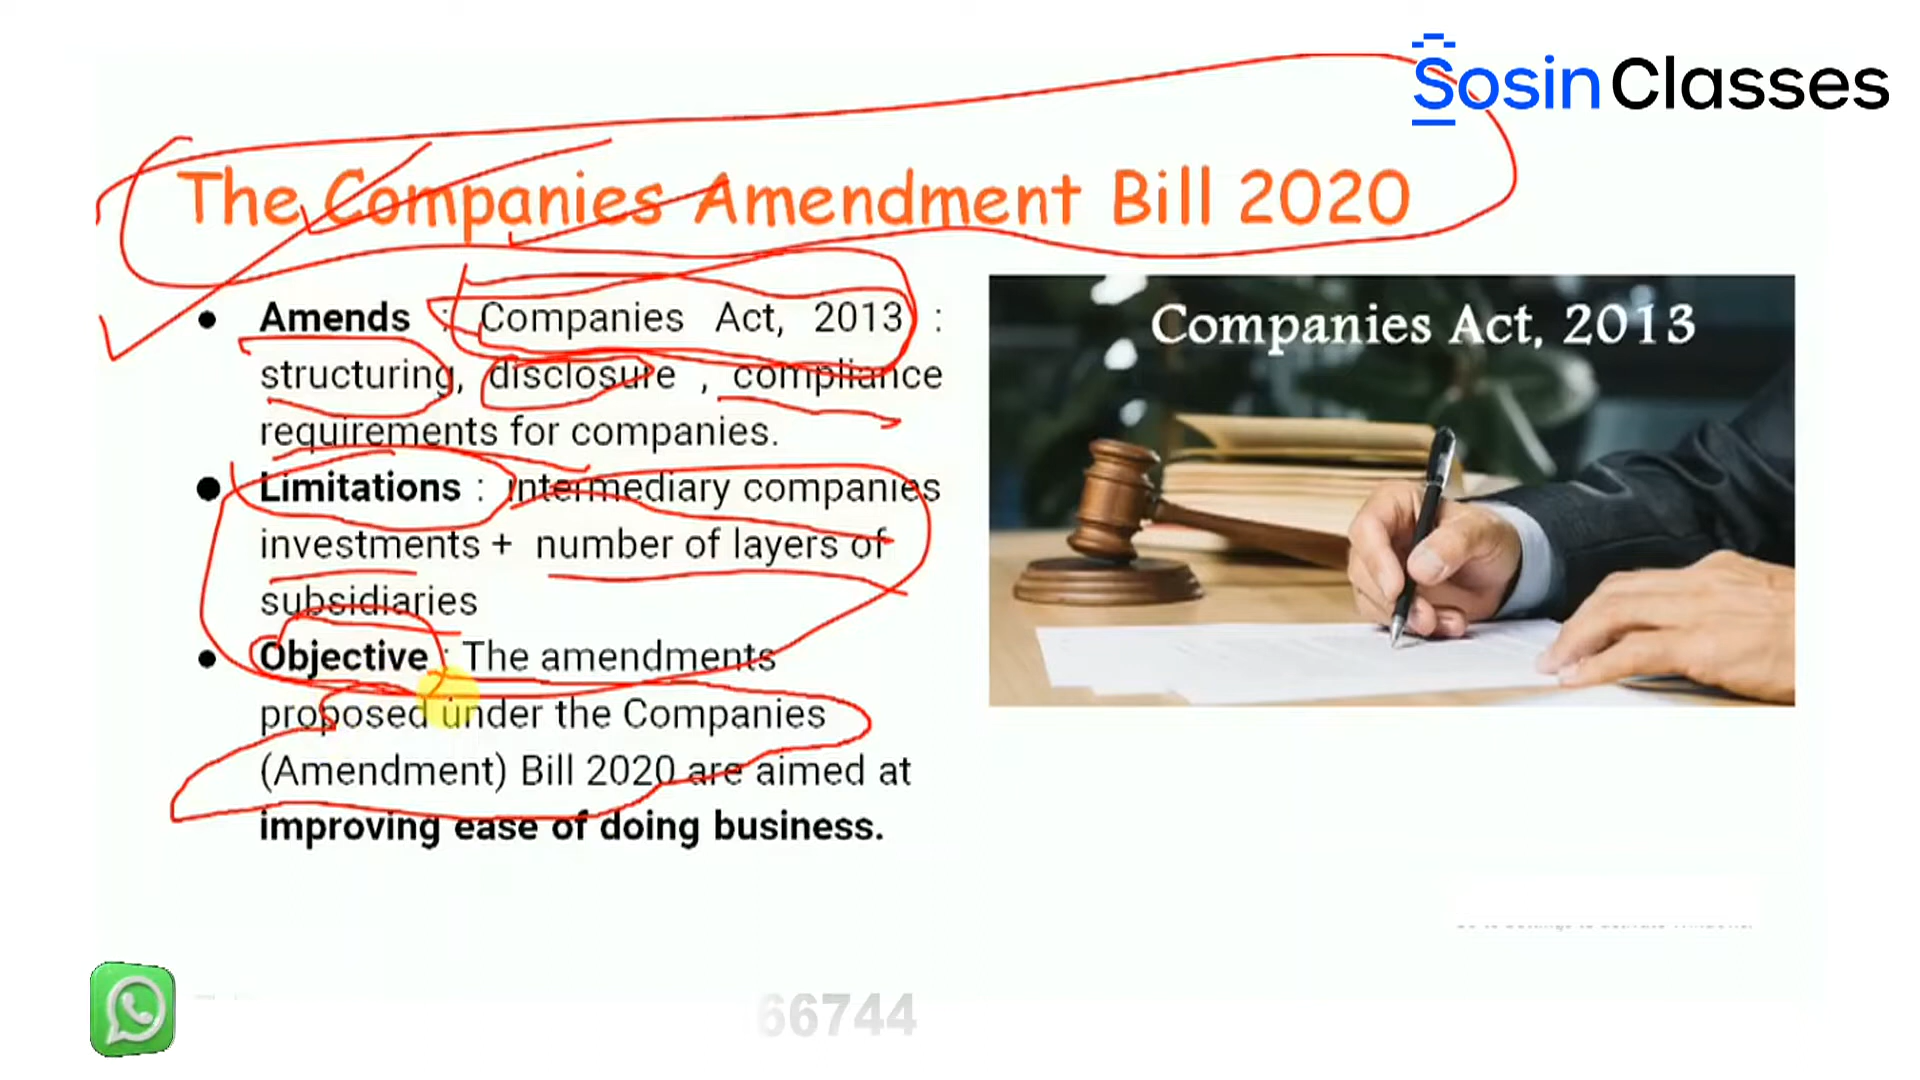 Sosin Classes
The Companies Amendment Bill 2020
Amends : Companies Act, 2013 :
structuring, disclosure , compliance
requirements for companies.
Limitations : intermediary companies
investments + number of layers of
subsidiaries
Objective : The amendments
proposed under the Companies
(Amendment) Bill 2020 are aimed at
improving ease of doing business.
Companies Act, 2013
66744